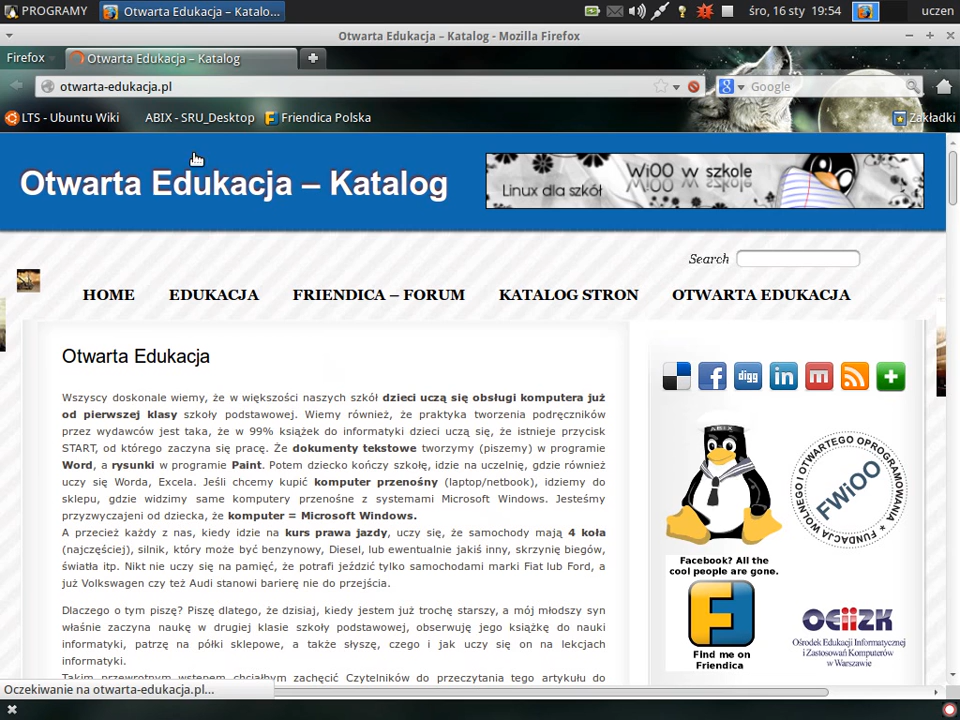 PROGRAMY
Otwarta Edukacja – Katalo...
śro, 16 sty 19:54
uczen
Otwarta Edukacja – Katalog - Mozilla Firefox
Firefox
Otwarta Edukacja – Katalog
otwarta-edukacja.pl
Google
LTS - Ubuntu Wiki
ABIX - SRU_Desktop
Friendica Polska
Zakładki
Otwarta Edukacja – Katalog
Linux dla szkół
WiOO w szkole
Search
HOME
EDUKACJA
FRIENDICA – FORUM
KATALOG STRON
OTWARTA EDUKACJA
Otwarta Edukacja
Wszyscy doskonale wiemy, że w większości naszych szkół dzieci uczą się obsługi komputera już
od pierwszej klasy szkoły podstawowej. Wiemy również, że praktyka tworzenia podręczników
przez wydawców jest taka, że w 99% książek do informatyki dzieci uczą się, że istnieje przycisk
START, od którego zaczyna się pracę. Że dokumenty tekstowe tworzymy (piszemy) w programie
Word, a rysunki w programie Paint. Potem dziecko kończy szkołę, idzie na uczelnię, gdzie również
uczy się Worda, Excela. Jeśli chcemy kupić komputer przenośny (laptop/netbook), idziemy do
sklepu, gdzie widzimy same komputery przenośne z systemami Microsoft Windows. Jesteśmy
przyzwyczajeni od dziecka, że komputer = Microsoft Windows.
A przecież każdy z nas, kiedy idzie na kurs prawa jazdy, uczy się, że samochody mają 4 koła
(najczęściej), silnik, który może być benzynowy, Diesel, lub ewentualnie jakiś inny, skrzynię biegów,
światła itp. Nikt nie uczy się na pamięć, że potrafi jeździć tylko samochodami marki Fiat lub Ford, a
już Volkswagen czy też Audi stanowi barierę nie do przejścia.
Dlaczego o tym piszę? Piszę dlatego, że dzisiaj, kiedy jestem już trochę starszy, a mój młodszy syn
właśnie zaczyna naukę w drugiej klasie szkoły podstawowej, obserwuję jego książkę do nauki
informatyki, patrzę na półki sklepowe, a także słyszę, czego i jak uczy się on na lekcjach
informatyki.
Takim przewrotnym wstępem chciałbym zachęcić Czytelników do przeczytania tego artykułu do
digg
in
m
ABIX
FUNDACJA WOLNEGO I OTWARTEGO OPROGRAMOWANIA
FWiOO
Facebook? All the
cool people are gone.
Find me on
Friendica
OEIiZK
Ośrodek Edukacji Informatycznej
i Zastosowań Komputerów
w Warszawie
Oczekiwanie na otwarta-edukacja.pl...